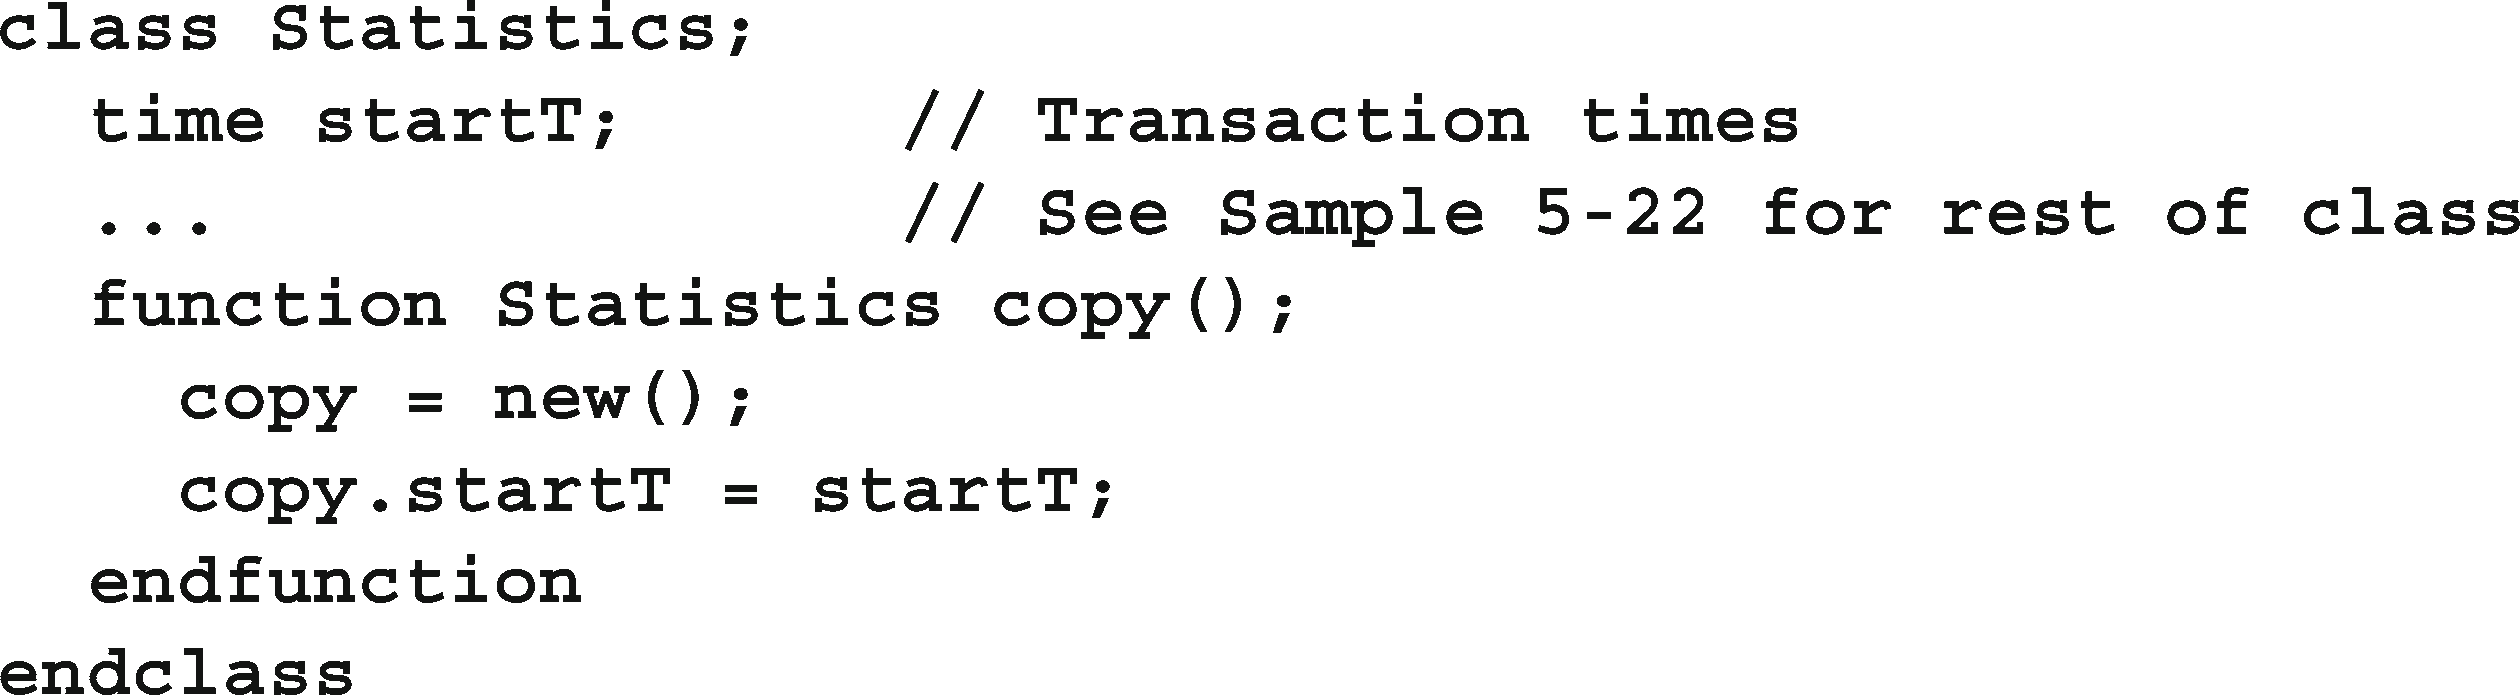 class Statistics;
  time startT;      // Transaction times
  ...               // See Sample 5-22 for rest of class
  function Statistics copy();
    copy = new();
    copy.startT = startT;
  endfunction
endclass